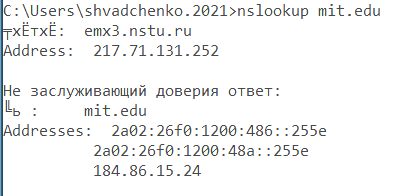 C:\Users\shvadchenko.2021>nslookup mit.edu
╤хЁтхЁ:  emx3.nstu.ru
Address:  217.71.131.252

Не заслуживающий доверия ответ:
╚ь :     mit.edu
Addresses:  2a02:26f0:1200:486::255e
          2a02:26f0:1200:48a::255e
          184.86.15.24